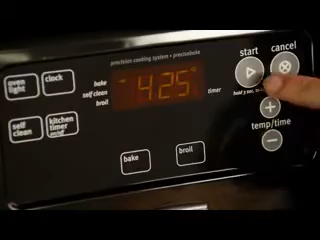 precision cooking system • precisobake
start
cancel
oven
light
clock
bake
self clean
broil
425
timer
self
clean
kitchen
timer
bake
broil
temp/time